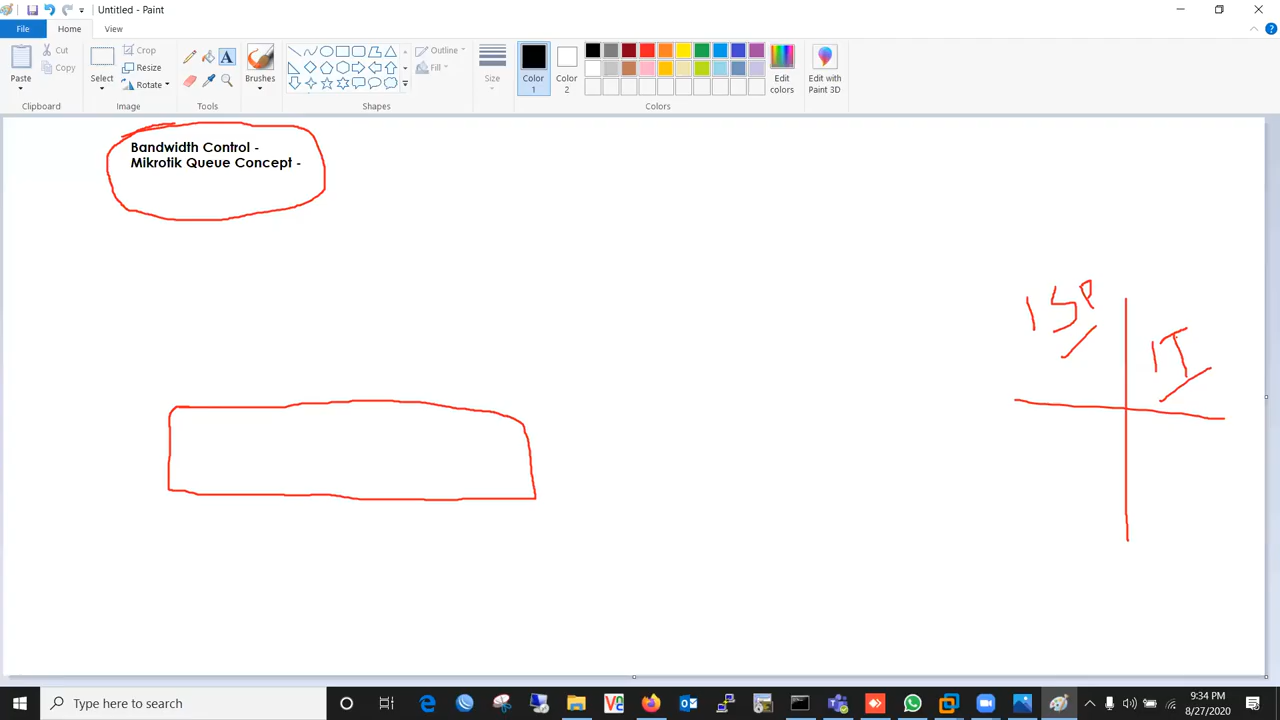 Untitled - Paint
File Home View
Paste
Cut
Copy
Clipboard
Select
Crop
Resize
Rotate
Image
Tools
Brushes
Outline
Fill
Shapes
Size
Color 1
Color 2
Edit colors
Colors
Edit with Paint 3D
Bandwidth Control -
Mikrotik Queue Concept -
ISP
IT
Type here to search
9:34 PM
8/27/2020